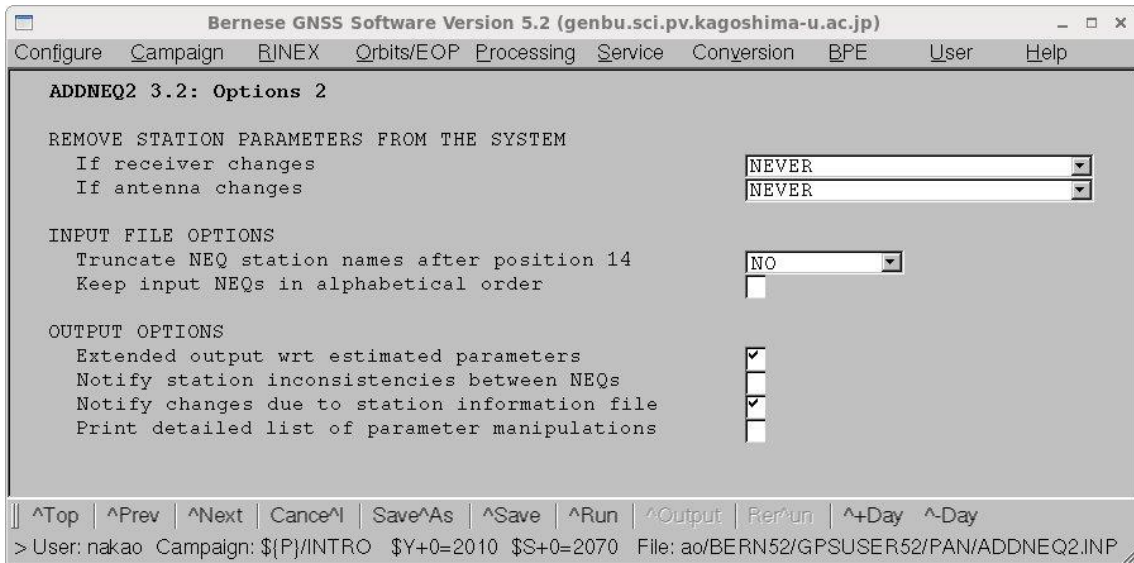 Bernese GNSS Software Version 5.2 (genbu.sci.pv.kagoshima-u.ac.jp)
Configure Campaign RINEX Orbits/EOP Processing Service Conversion BPE User Help
ADDNEQ2 3.2: Options 2
REMOVE STATION PARAMETERS FROM THE SYSTEM
If receiver changes NEVER
If antenna changes NEVER
INPUT FILE OPTIONS
Truncate NEQ station names after position 14 NO
Keep input NEQs in alphabetical order
OUTPUT OPTIONS
Extended output wrt estimated parameters
Notify station inconsistencies between NEQs
Notify changes due to station information file
Print detailed list of parameter manipulations
^Top | ^Prev | ^Next | Cance^l | Save^As | ^Save | ^Run | ^Output | Rer^un | ^+Day ^-Day
> User: nakao Campaign: ${P}/INTRO $Y+0=2010 $S+0=2070 File: ao/BERN52/GPSUSER52/PAN/ADDNEQ2.INP